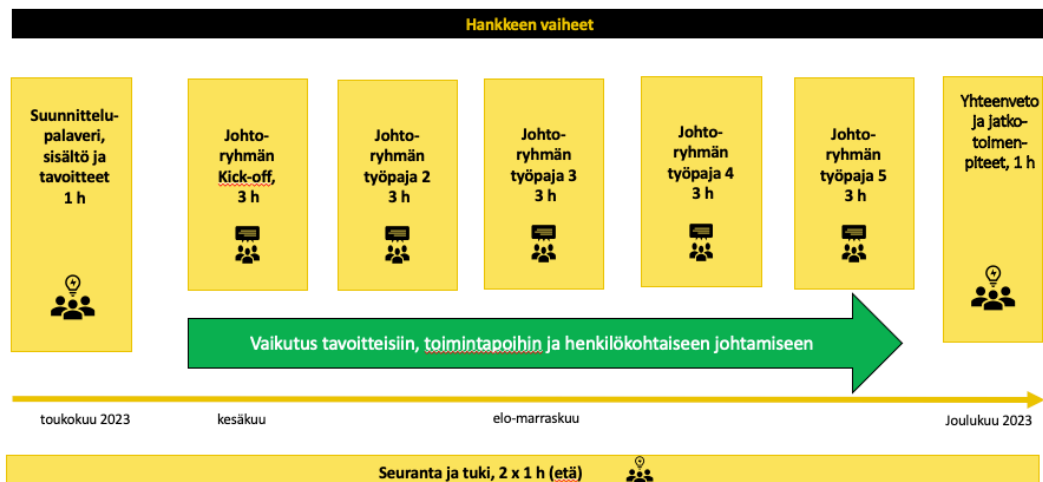 Hankkeen vaiheet
Suunnittelu-
palaveri,
sisältö ja
tavoitteet
1 h
Johto-
ryhmän
Kick-off,
3 h
Johto-
ryhmän
työpaja 2
3 h
Johto-
ryhmän
työpaja 3
3 h
Johto-
ryhmän
työpaja 4
3 h
Johto-
ryhmän
työpaja 5
3 h
Yhteenveto
ja jatko-
toimen-
piteet, 1 h
Vaikutus tavoitteisiin, toimintapoihin ja henkilökohtaiseen johtamiseen
toukokuu 2023
kesäkuu
elo-marraskuu
Joulukuu 2023
Seuranta ja tuki, 2 x 1 h (etä)